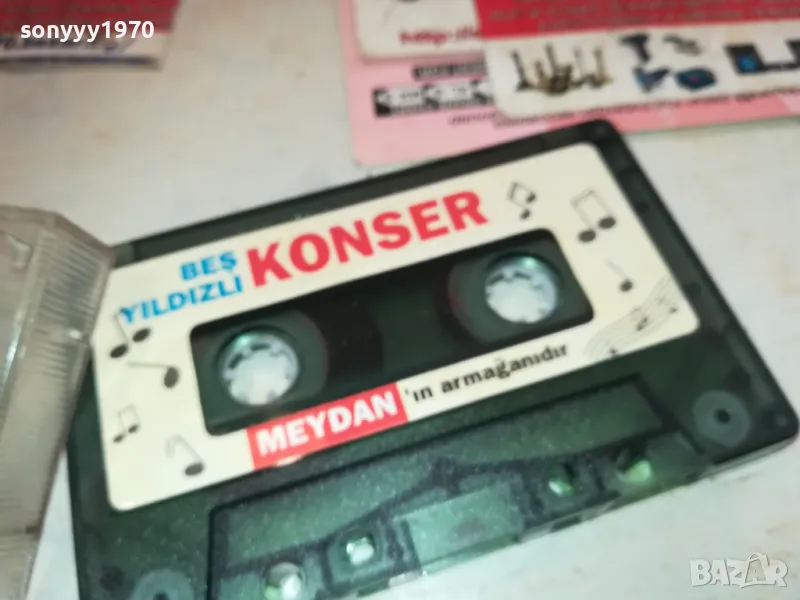 sonyyy1970
BEŞ
YILDIZLI
KONSER
MEYDAN 'ın armağanıdır
BAZAR